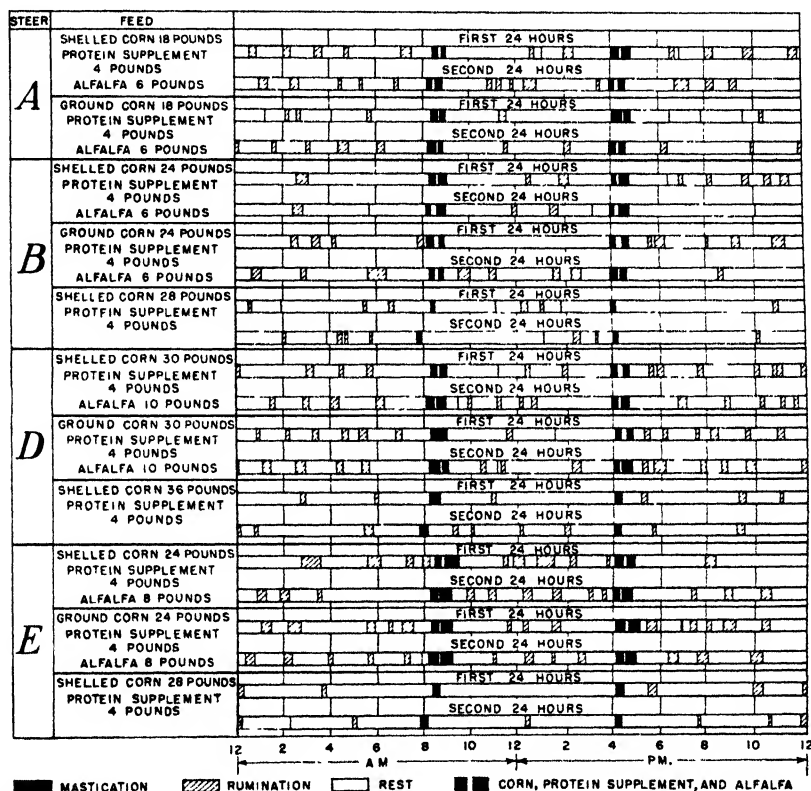 STEER FEED
A
SHELLED CORN 18 POUNDS
PROTEIN SUPPLEMENT
4 POUNDS
ALFALFA 6 POUNDS
FIRST 24 HOURS
SECOND 24 HOURS
GROUND CORN 18 POUNDS
PROTEIN SUPPLEMENT
4 POUNDS
ALFALFA 6 POUNDS
FIRST 24 HOURS
SECOND 24 HOURS
B
SHELLED CORN 24 POUNDS
PROTEIN SUPPLEMENT
4 POUNDS
ALFALFA 6 POUNDS
FIRST 24 HOURS
SECOND 24 HOURS
GROUND CORN 24 POUNDS
PROTEIN SUPPLEMENT
4 POUNDS
ALFALFA 6 POUNDS
FIRST 24 HOURS
SECOND 24 HOURS
SHELLED CORN 28 POUNDS
PROTEIN SUPPLEMENT
4 POUNDS
FIRST 24 HOURS
SECOND 24 HOURS
D
SHELLED CORN 30 POUNDS
PROTEIN SUPPLEMENT
4 POUNDS
ALFALFA 10 POUNDS
FIRST 24 HOURS
SECOND 24 HOURS
GROUND CORN 30 POUNDS
PROTEIN SUPPLEMENT
4 POUNDS
ALFALFA 10 POUNDS
FIRST 24 HOURS
SECOND 24 HOURS
SHELLED CORN 36 POUNDS
PROTEIN SUPPLEMENT
4 POUNDS
FIRST 24 HOURS
SECOND 24 HOURS
E
SHELLED CORN 24 POUNDS
PROTEIN SUPPLEMENT
4 POUNDS
ALFALFA 8 POUNDS
FIRST 24 HOURS
SECOND 24 HOURS
GROUND CORN 24 POUNDS
PROTEIN SUPPLEMENT
4 POUNDS
ALFALFA 8 POUNDS
FIRST 24 HOURS
SECOND 24 HOURS
SHELLED CORN 28 POUNDS
PROTEIN SUPPLEMENT
4 POUNDS
FIRST 24 HOURS
SECOND 24 HOURS
12 2 4 6 8 10 12 2 4 6 8 10 12
AM PM.
MASTICATION RUMINATION REST CORN, PROTEIN SUPPLEMENT, AND ALFALFA